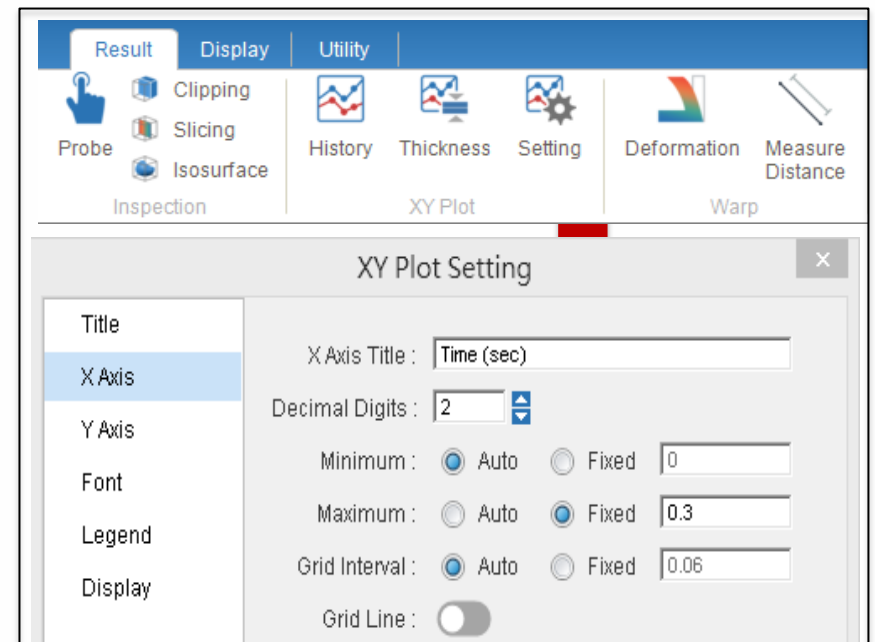 Result Display Utility
Probe Clipping
Slicing
Isosurface
History Thickness Setting
Deformation Measure Distance
Inspection XY Plot Warp
XY Plot Setting
Title
X Axis
Y Axis
Font
Legend
Display
X Axis Title : Time (sec)
Decimal Digits : 2
Minimum : Auto Fixed 0
Maximum : Auto Fixed 0.3
Grid Interval : Auto Fixed 0.06
Grid Line :